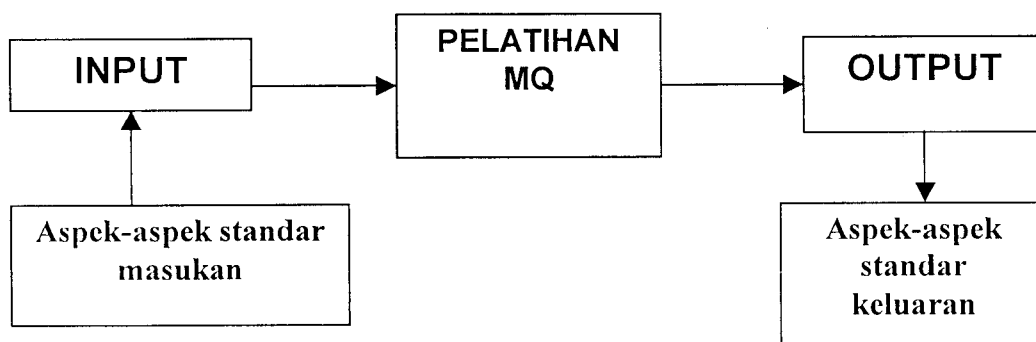 INPUT
PELATIHAN
MQ
OUTPUT
Aspek-aspek standar
masukan
Aspek-aspek
standar
keluaran